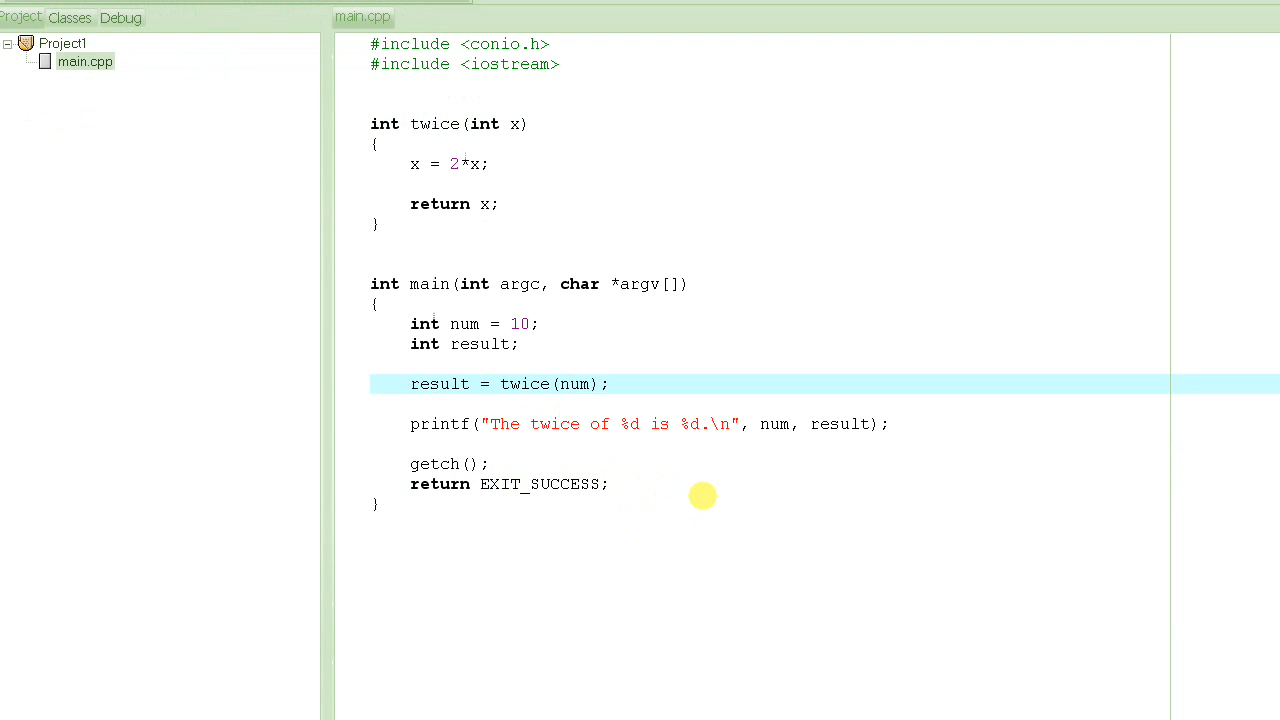 Project Classes Debug
main.cpp
Project1
main.cpp
#include <conio.h>
#include <iostream>
int twice(int x)
{
x = 2*x;
return x;
}
int main(int argc, char *argv[])
{
int num = 10;
int result;
result = twice(num);
printf("The twice of %d is %d.\n", num, result);
getch();
return EXIT_SUCCESS;
}